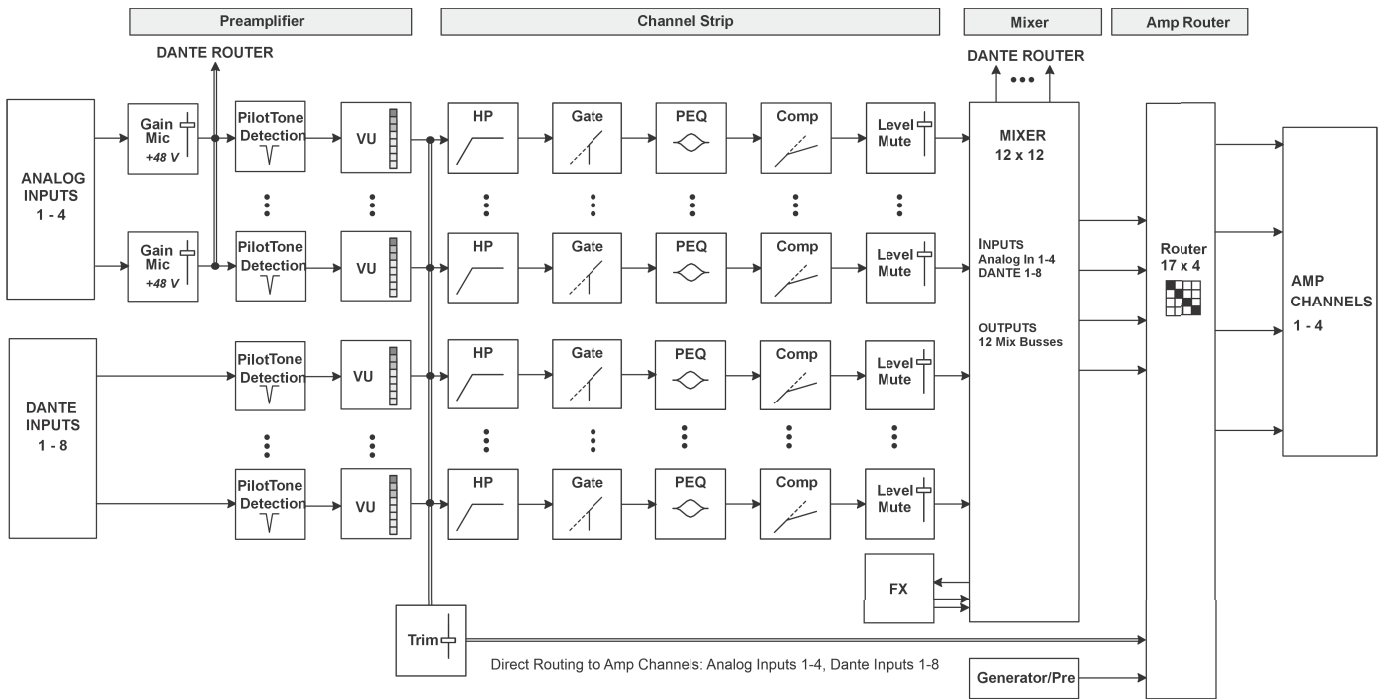 Preamplifier
Channel Strip
Mixer
Amp Router
DANTE ROUTER
DANTE ROUTER
ANALOG
INPUTS
1 - 4
Gain
Mic
+48 V
PilotTone
Detection
VU
HP
Gate
PEQ
Comp
Level
Mute
MIXER
12 x 12
Gain
Mic
+48 V
PilotTone
Detection
VU
HP
Gate
PEQ
Comp
Level
Mute
INPUTS
Analog In 1-4
DANTE 1-8
OUTPUTS
12 Mix Busses
Router
17 x 4
AMP
CHANNELS
1 - 4
DANTE
INPUTS
1 - 8
PilotTone
Detection
VU
HP
Gate
PEQ
Comp
Level
Mute
PilotTone
Detection
VU
HP
Gate
PEQ
Comp
Level
Mute
FX
Trim
Direct Routing to Amp Channes: Analog Inputs 1-4, Dante Inputs 1-8
Generator/Pre